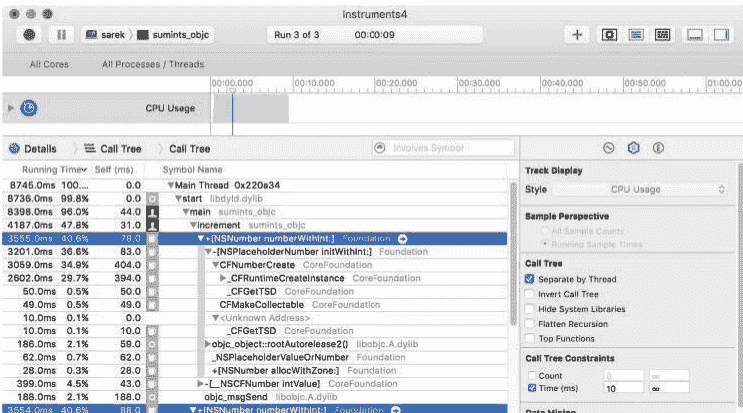 Instruments4
sarek sumints_objc
Run 3 of 3 00:00:09
All Cores All Processes / Threads
00:00.000 00:10.000 00:20.000 00:30.000 00:40.000 00:50.000 01:00.00
CPU Usage
Details Call Tree Call Tree Involves Symbol
Running Time Self (ms) Symbol Name
8745.0ms 100.... 0.0 Main Thread 0x220a34
8736.0ms 99.8% 0.0 start libdyld.dylib
8398.0ms 96.0% 44.0 main sumints_objc
4187.0ms 47.8% 31.0 increment sumints_objc
3555.0ms 40.6% 78.0 +[NSNumber numberWithInt:] Foundation
3201.0ms 36.6% 83.0 -[NSPlaceholderNumber initWithInt:] Foundation
3059.0ms 34.9% 404.0 CFNumberCreate CoreFoundation
2602.0ms 29.7% 394.0 _CFRuntimeCreateInstance CoreFoundation
50.0ms 0.5% 50.0 _CFGetTSD CoreFoundation
49.0ms 0.5% 49.0 CFMakeCollectable CoreFoundation
10.0ms 0.1% 0.0 <Unknown Address>
10.0ms 0.1% 10.0 _CFGetTSD CoreFoundation
186.0ms 2.1% 59.0 objc_object::rootAutorelease2() libobjc.A.dylib
62.0ms 0.7% 62.0 _NSPlaceholderValueOrNumber Foundation
28.0ms 0.3% 28.0 +[NSNumber allocWithZone:] Foundation
399.0ms 4.5% 43.0 -[__NSCFNumber intValue] CoreFoundation
188.0ms 2.1% 188.0 objc_msgSend libobjc.A.dylib
3554.0ms 40.6% 88.0 +[NSNumber numberWithInt:] Foundation
Track Display
Style CPU Usage
Sample Perspective
All Sample Counts
Running Sample Times
Call Tree
Separate by Thread
Invert Call Tree
Hide System Libraries
Flatten Recursion
Top Functions
Call Tree Constraints
Count 0 ∞
Time (ms) 10 ∞
Data Mining